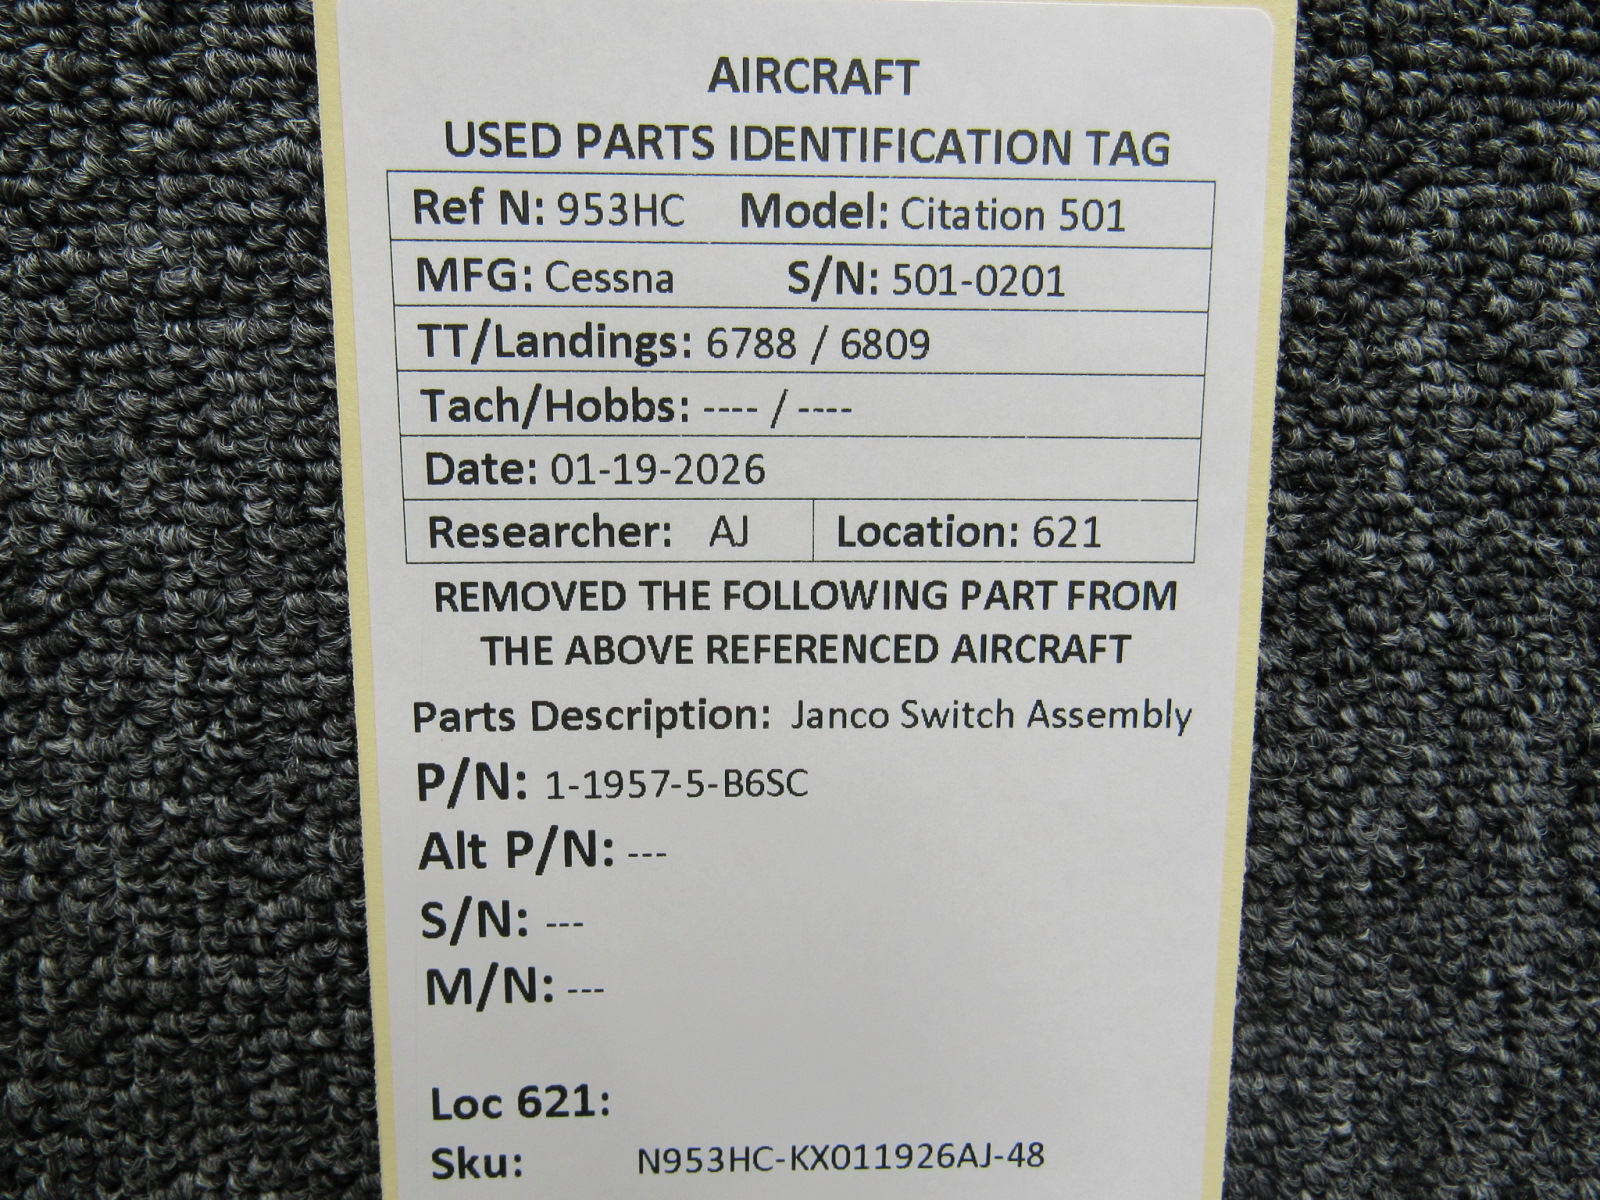 AIRCRAFT
USED PARTS IDENTIFICATION TAG
Ref N: 953HC Model: Citation 501
MFG: Cessna S/N: 501-0201
TT/Landings: 6788 / 6809
Tach/Hobbs: ---- / ----
Date: 01-19-2026
Researcher: AJ Location: 621
REMOVED THE FOLLOWING PART FROM
THE ABOVE REFERENCED AIRCRAFT
Parts Description: Janco Switch Assembly
P/N: 1-1957-5-B6SC
Alt P/N: ---
S/N: ---
M/N: ---
Loc 621:
Sku: N953HC-KX011926AJ-48